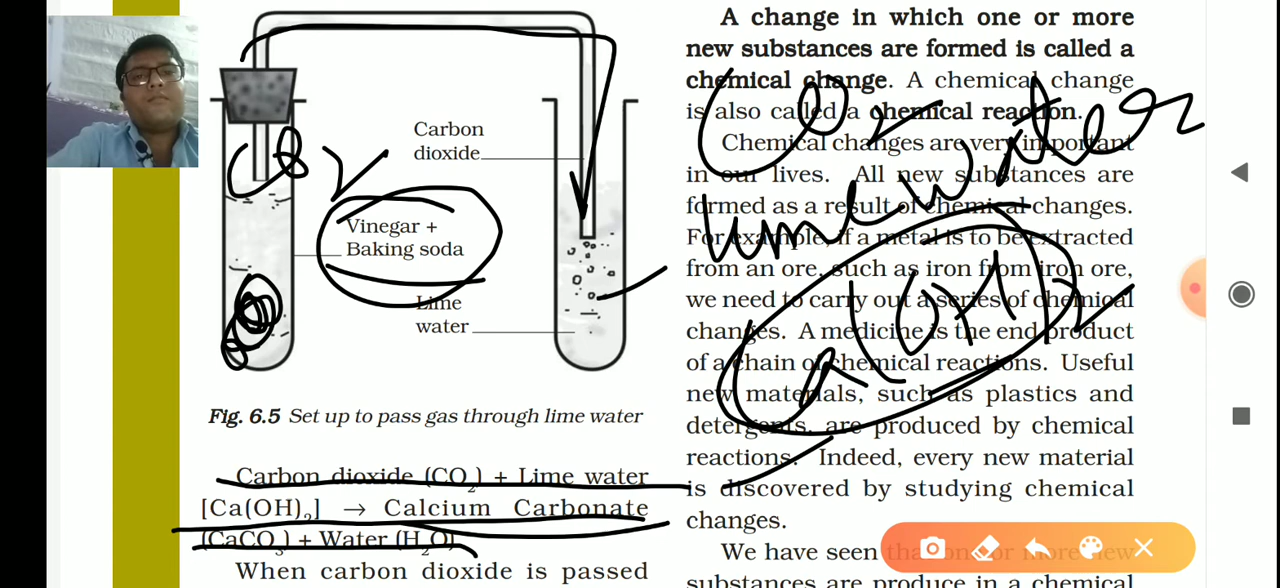 Carbon
dioxide
Vinegar +
Baking soda
Lime
water
Fig. 6.5 Set up to pass gas through lime water
Carbon dioxide (CO2) + Lime water
[Ca(OH)2] → Calcium Carbonate
(CaCO3) + Water (H2O)
When carbon dioxide is passed
A change in which one or more
new substances are formed is called a
chemical change. A chemical change
is also called a chemical reaction.
Chemical changes are very important
in our lives. All new substances are
formed as a result of chemical changes.
For example, if a metal is to be extracted
from an ore, such as iron from iron ore,
we need to carry out a series of chemical
changes. A medicine is the end product
of a chain of chemical reactions. Useful
new materials, such as plastics and
detergents, are produced by chemical
reactions. Indeed, every new material
is discovered by studying chemical
changes.
We have seen
substances are produce in a chemical
CO2
lime water
Ca(OH)2